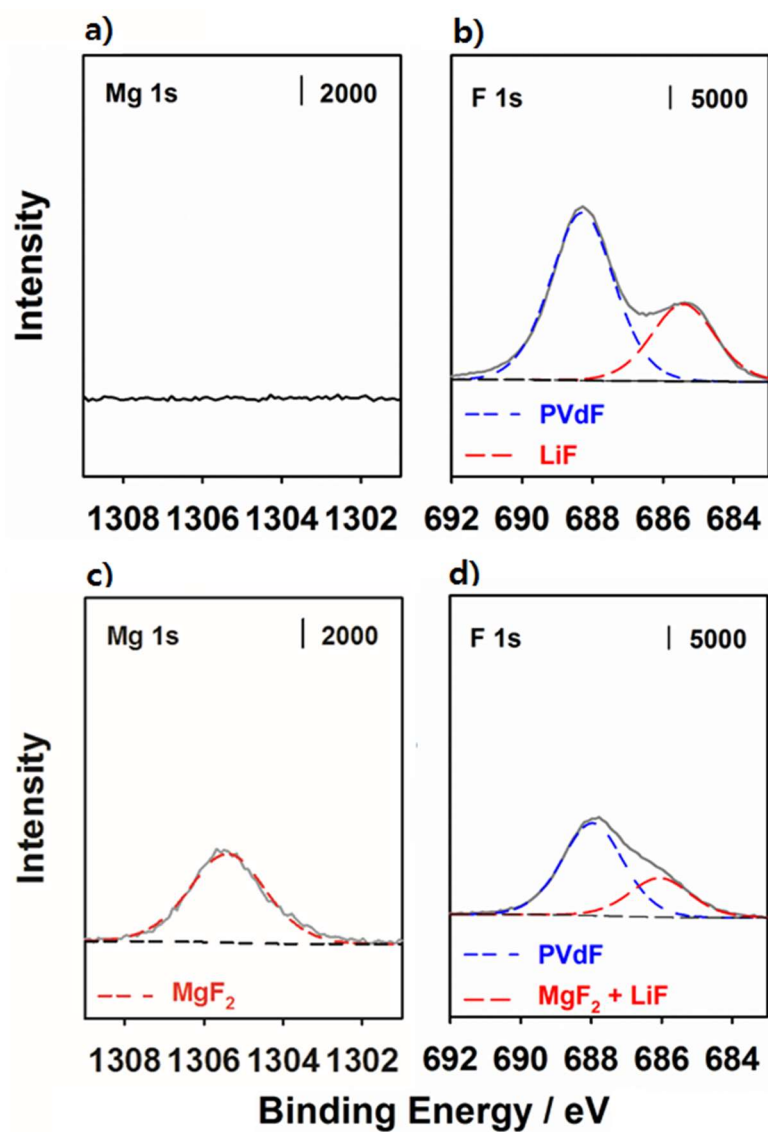 a)
b)
Mg 1s | 2000
F 1s | 5000
Intensity
PVdF
LiF
1308 1306 1304 1302
692 690 688 686 684
c)
d)
Mg 1s | 2000
F 1s | 5000
Intensity
MgF₂
PVdF
MgF₂ + LiF
1308 1306 1304 1302
692 690 688 686 684
Binding Energy / eV